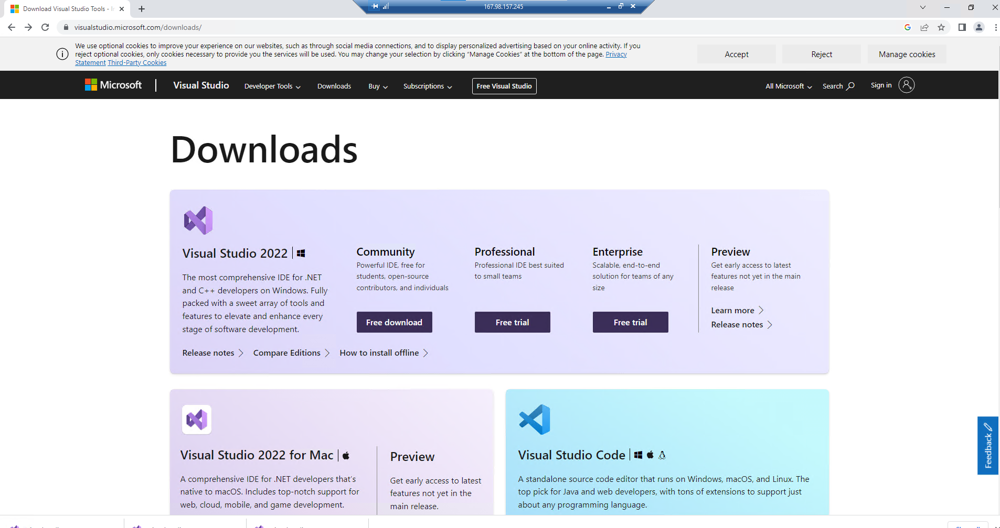 Download Visual Studio Tools - I
167.98.157.245
visualstudio.microsoft.com/downloads/
We use optional cookies to improve your experience on our websites, such as through social media connections, and to display personalized advertising based on your online activity. If you
reject optional cookies, only cookies necessary to provide you the services will be used. You may change your selection by clicking "Manage Cookies" at the bottom of the page. Privacy
Statement Third-Party Cookies
Accept
Reject
Manage cookies
Microsoft
Visual Studio
Developer Tools
Downloads
Buy
Subscriptions
Free Visual Studio
All Microsoft
Search
Sign in
Downloads
Visual Studio 2022
The most comprehensive IDE for .NET
and C++ developers on Windows. Fully
packed with a sweet array of tools and
features to elevate and enhance every
stage of software development.
Community
Powerful IDE, free for
students, open-source
contributors, and individuals
Free download
Professional
Professional IDE best suited
to small teams
Free trial
Enterprise
Scalable, end-to-end
solution for teams of any
size
Free trial
Preview
Get early access to latest
features not yet in the main
release
Learn more
Release notes
Release notes
Compare Editions
How to install offline
Visual Studio 2022 for Mac
A comprehensive IDE for .NET developers that's
native to macOS. Includes top-notch support for
web, cloud, mobile, and game development.
Preview
Get early access to latest
features not yet in the
main release.
Visual Studio Code
A standalone source code editor that runs on Windows, macOS, and Linux. The
top pick for Java and web developers, with tons of extensions to support just
about any programming language.
Feedback